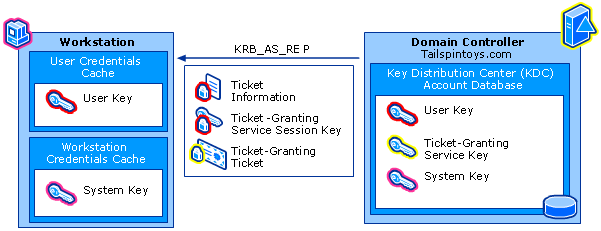 Workstation
User Credentials
Cache
User Key
Workstation
Credentials Cache
System Key
KRB_AS_RE P
Ticket
Information
Ticket-Granting
Service Session Key
Ticket-Granting
Ticket
Domain Controller
Tailspintoys.com
Key Distribution Center (KDC)
Account Database
User Key
Ticket-Granting
Service Key
System Key